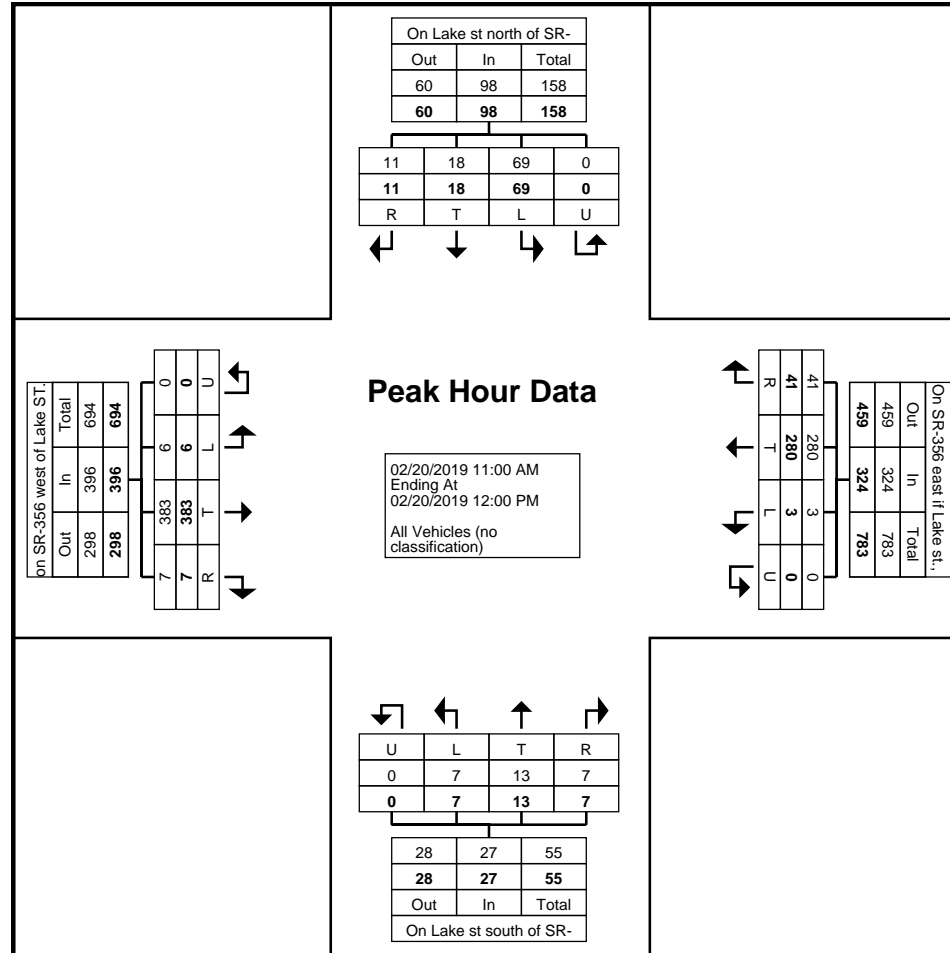 On Lake st north of SR-
Out In Total
60 98 158
60 98 158
11 18 69 0
11 18 69 0
R T L U
Peak Hour Data
02/20/2019 11:00 AM
Ending At
02/20/2019 12:00 PM
All Vehicles (no
classification)
on SR-356 west of Lake ST.
Out In Total
298 396 694
298 396 694
7 383 6 0
7 383 6 0
R T L U
On SR-356 east if Lake st.,
Out In Total
459 324 783
459 324 783
41 280 3 0
41 280 3 0
R T L U
U L T R
0 7 13 7
0 7 13 7
28 27 55
28 27 55
Out In Total
On Lake st south of SR-